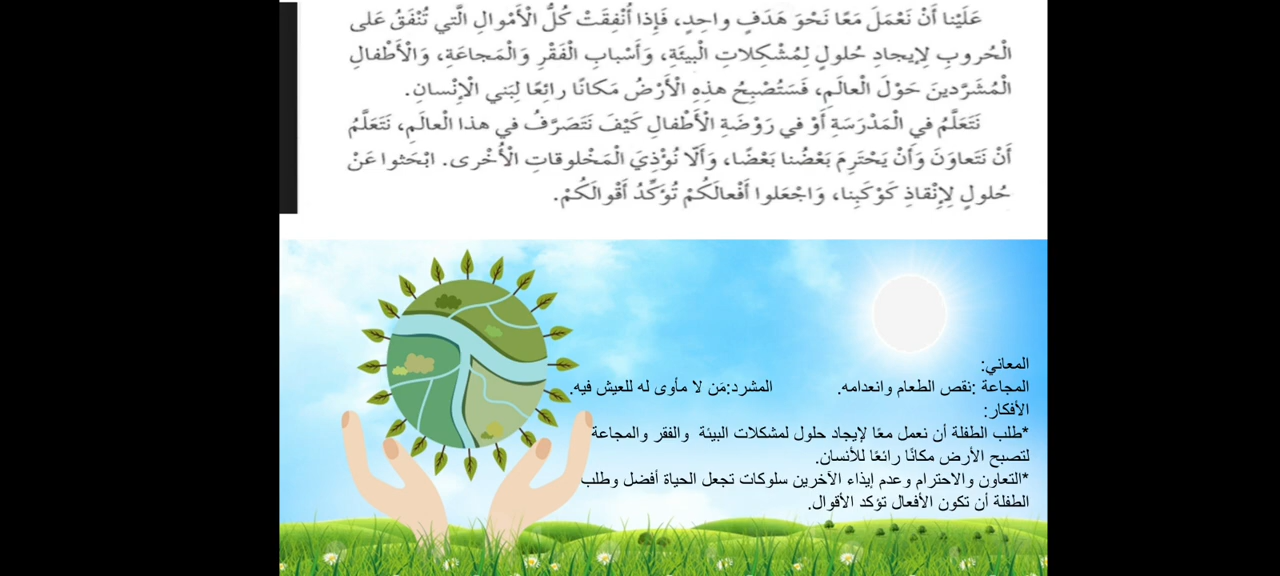 عَلَيْنا أَنْ نَعْمَلَ مَعًا نَحْوَ هَدَفٍ واحِدٍ، فَإِذا أُنْفِقَتْ كُلُّ الْأَمْوالِ الَّتي تُنْفَقُ عَلى
الْحُروبِ لِإيجادِ حُلولٍ لِمُشْكِلاتِ الْبيئَةِ، وَأَسْبابِ الْفَقْرِ وَالْمَجاعَةِ، وَالْأَطْفالِ
الْمُشَرَّدينَ حَوْلَ الْعالَمِ، فَسَتُصْبِحُ هذِهِ الْأَرْضُ مَكانًا رائِعًا لِبَني الْإِنْسانِ.
نَتَعَلَّمُ في الْمَدْرَسَةِ أَوْ في رَوْضَةِ الْأَطْفالِ كَيْفَ نَتَصَرَّفُ في هذا الْعالَمِ، نَتَعَلَّمُ
أَنْ نَتَعاوَنَ وَأَنْ يَحْتَرِمَ بَعْضُنا بَعْضًا، وَأَلّا نُؤْذِيَ الْمَخْلوقاتِ الْأُخْرى. ابْحَثوا عَنْ
حُلولٍ لِإِنْقاذِ كَوْكَبِنا، وَاجْعَلوا أَفْعالَكُمْ تُؤَكِّدُ أَقْوالَكُمْ.
المعاني:
المجاعة :نقص الطعام وانعدامه. المشرد:مَن لا مأوى له للعيش فيه.
الأفكار:
*طلب الطفلة أن نعمل معًا لإيجاد حلول لمشكلات البيئة والفقر والمجاعة
لتصبح الأرض مكانًا رائعًا للأنسان.
*التعاون والاحترام وعدم إيذاء الآخرين سلوكات تجعل الحياة أفضل وطلب
الطفلة أن تكون الأفعال تؤكد الأقوال.